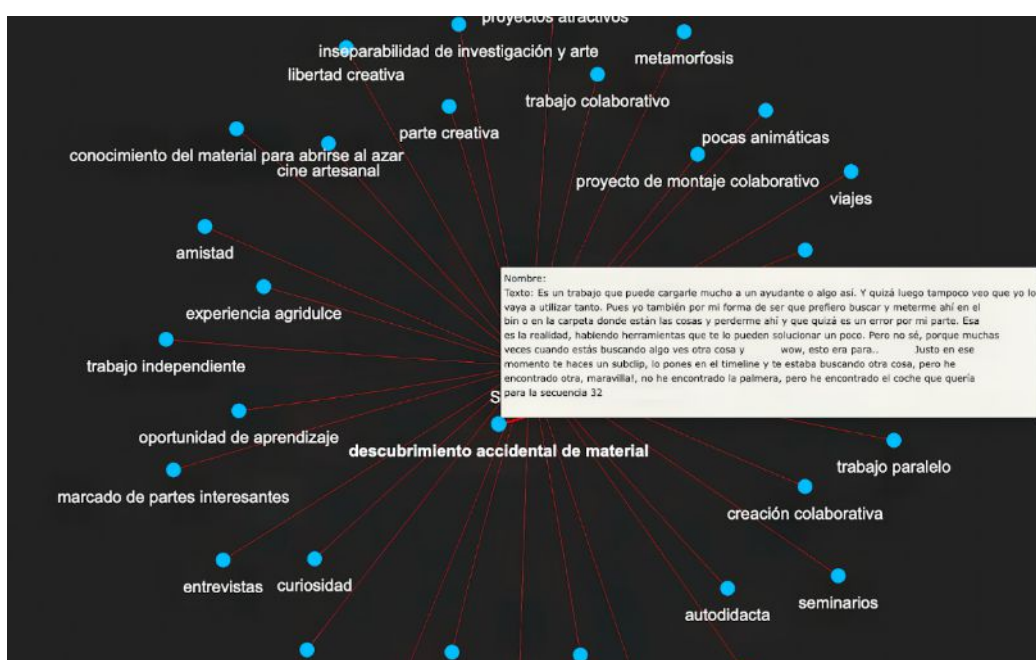 proyectos atractivos
inseparabilidad de investigación y arte
metamorfosis
libertad creativa
trabajo colaborativo
parte creativa
pocas animáticas
conocimiento del material para abrirse al azar
cine artesanal
proyecto de montaje colaborativo
viajes
amistad
Nombre:
Texto: Es un trabajo que puede cargarle mucho a un ayudante o algo así. Y quizá luego tampoco veo que yo lo
vaya a utilizar tanto. Pues yo también por mi forma de ser que prefiero buscar y meterme ahí en el
bin o en la carpeta donde están las cosas y perderme ahí y que quizá es un error por mi parte. Esa
es la realidad, habiendo herramientas que te lo pueden solucionar un poco. Pero no sé, porque muchas
veces cuando estás buscando algo ves otra cosa y wow, esto era para.. Justo en ese
momento te haces un subclip, lo pones en el timeline y te estaba buscando otra cosa, pero he
encontrado otra, maravilla!, no he encontrado la palmera, pero he encontrado el coche que quería
para la secuencia 32
experiencia agridulce
trabajo independiente
S
oportunidad de aprendizaje
descubrimiento accidental de material
trabajo paralelo
marcado de partes interesantes
creación colaborativa
entrevistas
curiosidad
seminarios
autodidacta